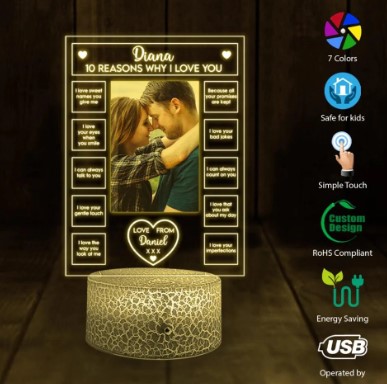 Diana
10 REASONS WHY I LOVE YOU
I love sweet
names you
give me
I love
your eyes
when you
smile
I can always
talk to you
I love your
gentle touch
I love the
way you
look at me
Because all
your promises
are kept
I love your
bad jokes
I can always
count on you
I love that
you ask
about my day
I love your
imperfections
LOVE FROM
Daniel
xxx
7 Colors
Safe for kids
Simple Touch
Custom
Design
RoHS Compliant
Energy Saving
USB
Operated by